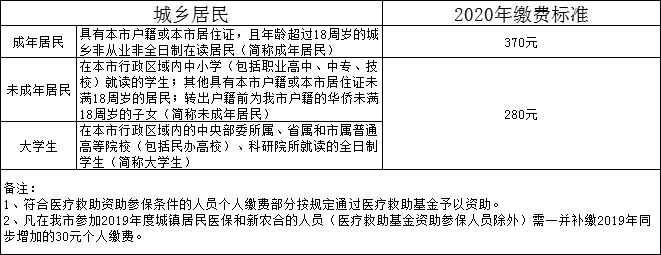 城乡居民
2020年缴费标准
成年居民
具有本市户籍或本市居住证，且年龄超过18周岁的城
乡非从业非全日制在读居民（简称成年居民）
370元
未成年居民
在本市行政区域内中小学（包括职业高中、中专、技
校）就读的学生；其他具有本市户籍或本市居住证未
满18周岁的居民；转出户籍前为我市户籍的华侨未满
18周岁的子女（简称未成年居民）
280元
大学生
在本市行政区域内的中央部委所属、省属和市属普通
高等院校（包括民办高校）、科研院所就读的全日制
学生（简称大学生）
备注：
1、符合医疗救助资助参保条件的人员个人缴费部分按规定通过医疗救助基金予以资助。
2、凡在我市参加2019年度城镇居民医保和新农合的人员（医疗救助基金资助参保人员除外）需一并补缴2019年同
步增加的30元个人缴费。